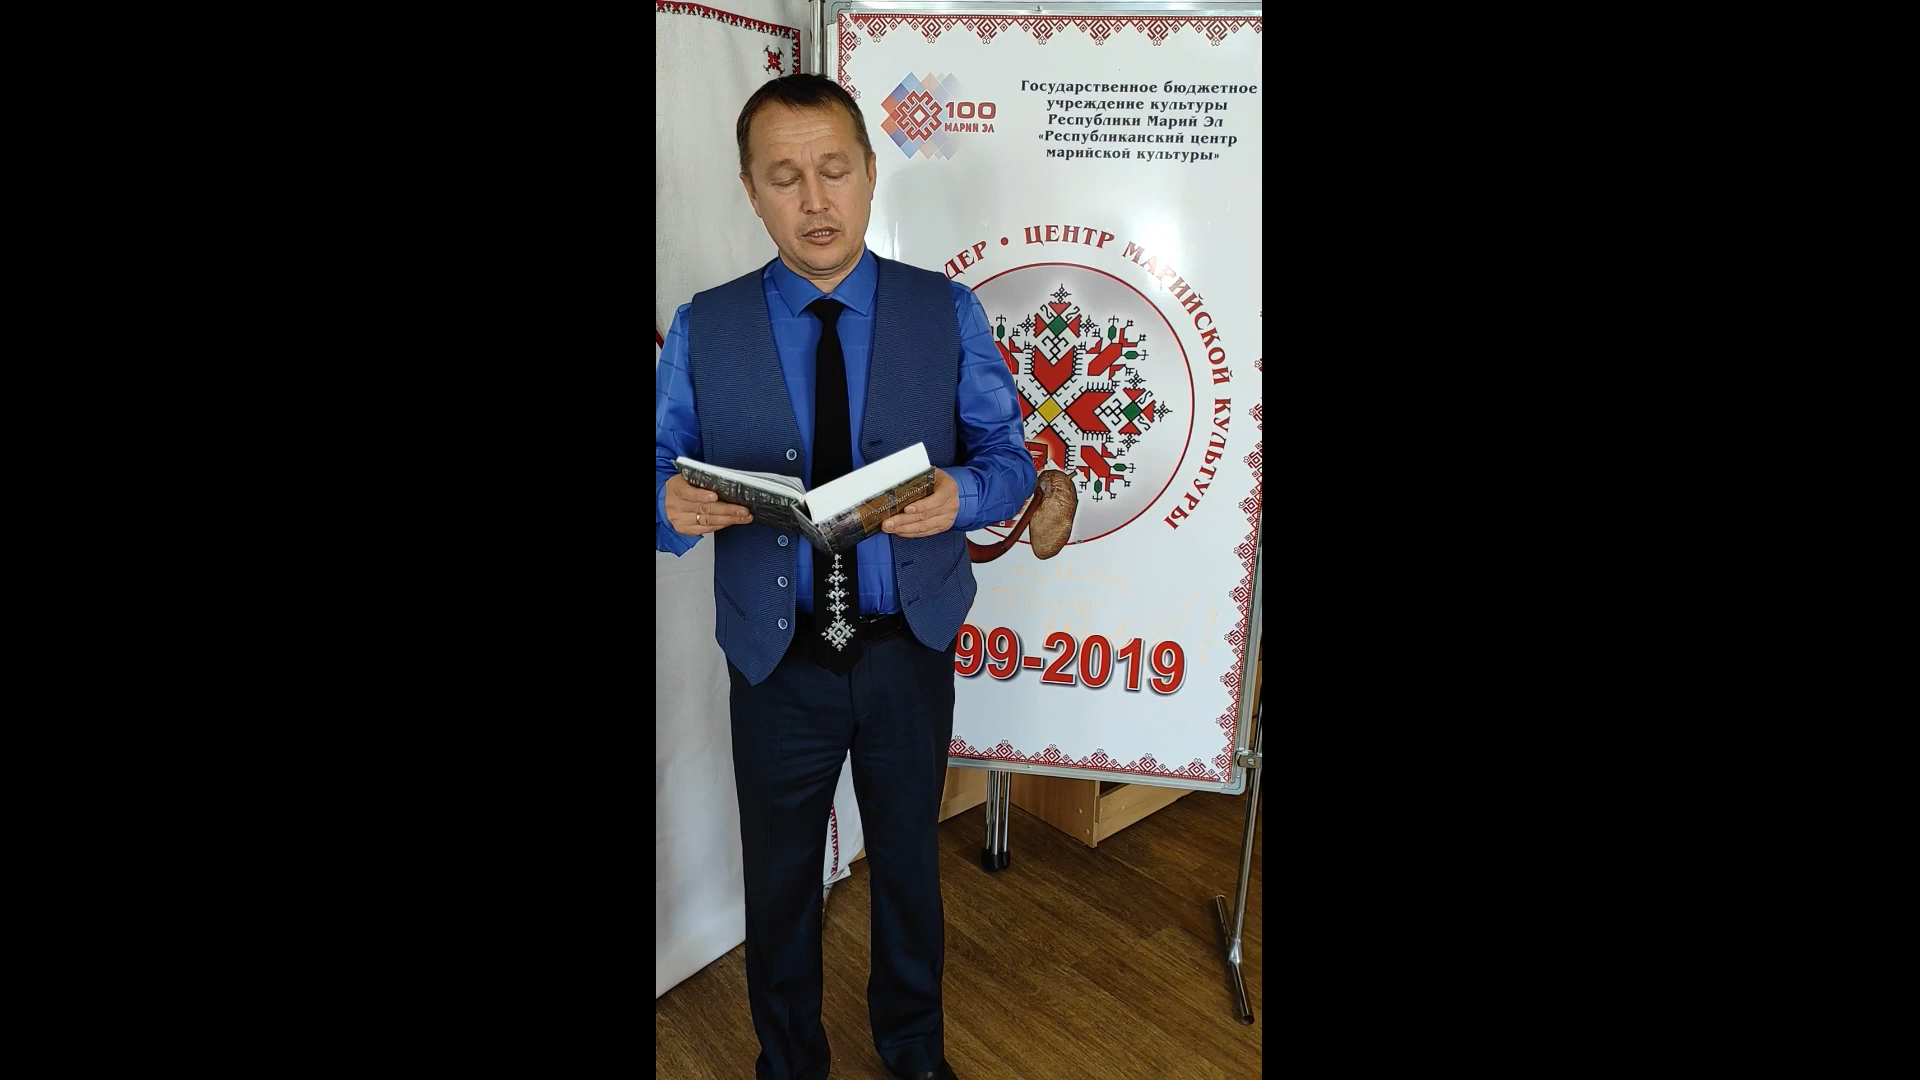 100
МАРИЙ ЭЛ
Государственное бюджетное
учреждение культуры
Республики Марий Эл
«Республиканский центр
марийской культуры»
ДЕР • ЦЕНТР МАРИЙСКОЙ КУЛЬТУРЫ
99-2019